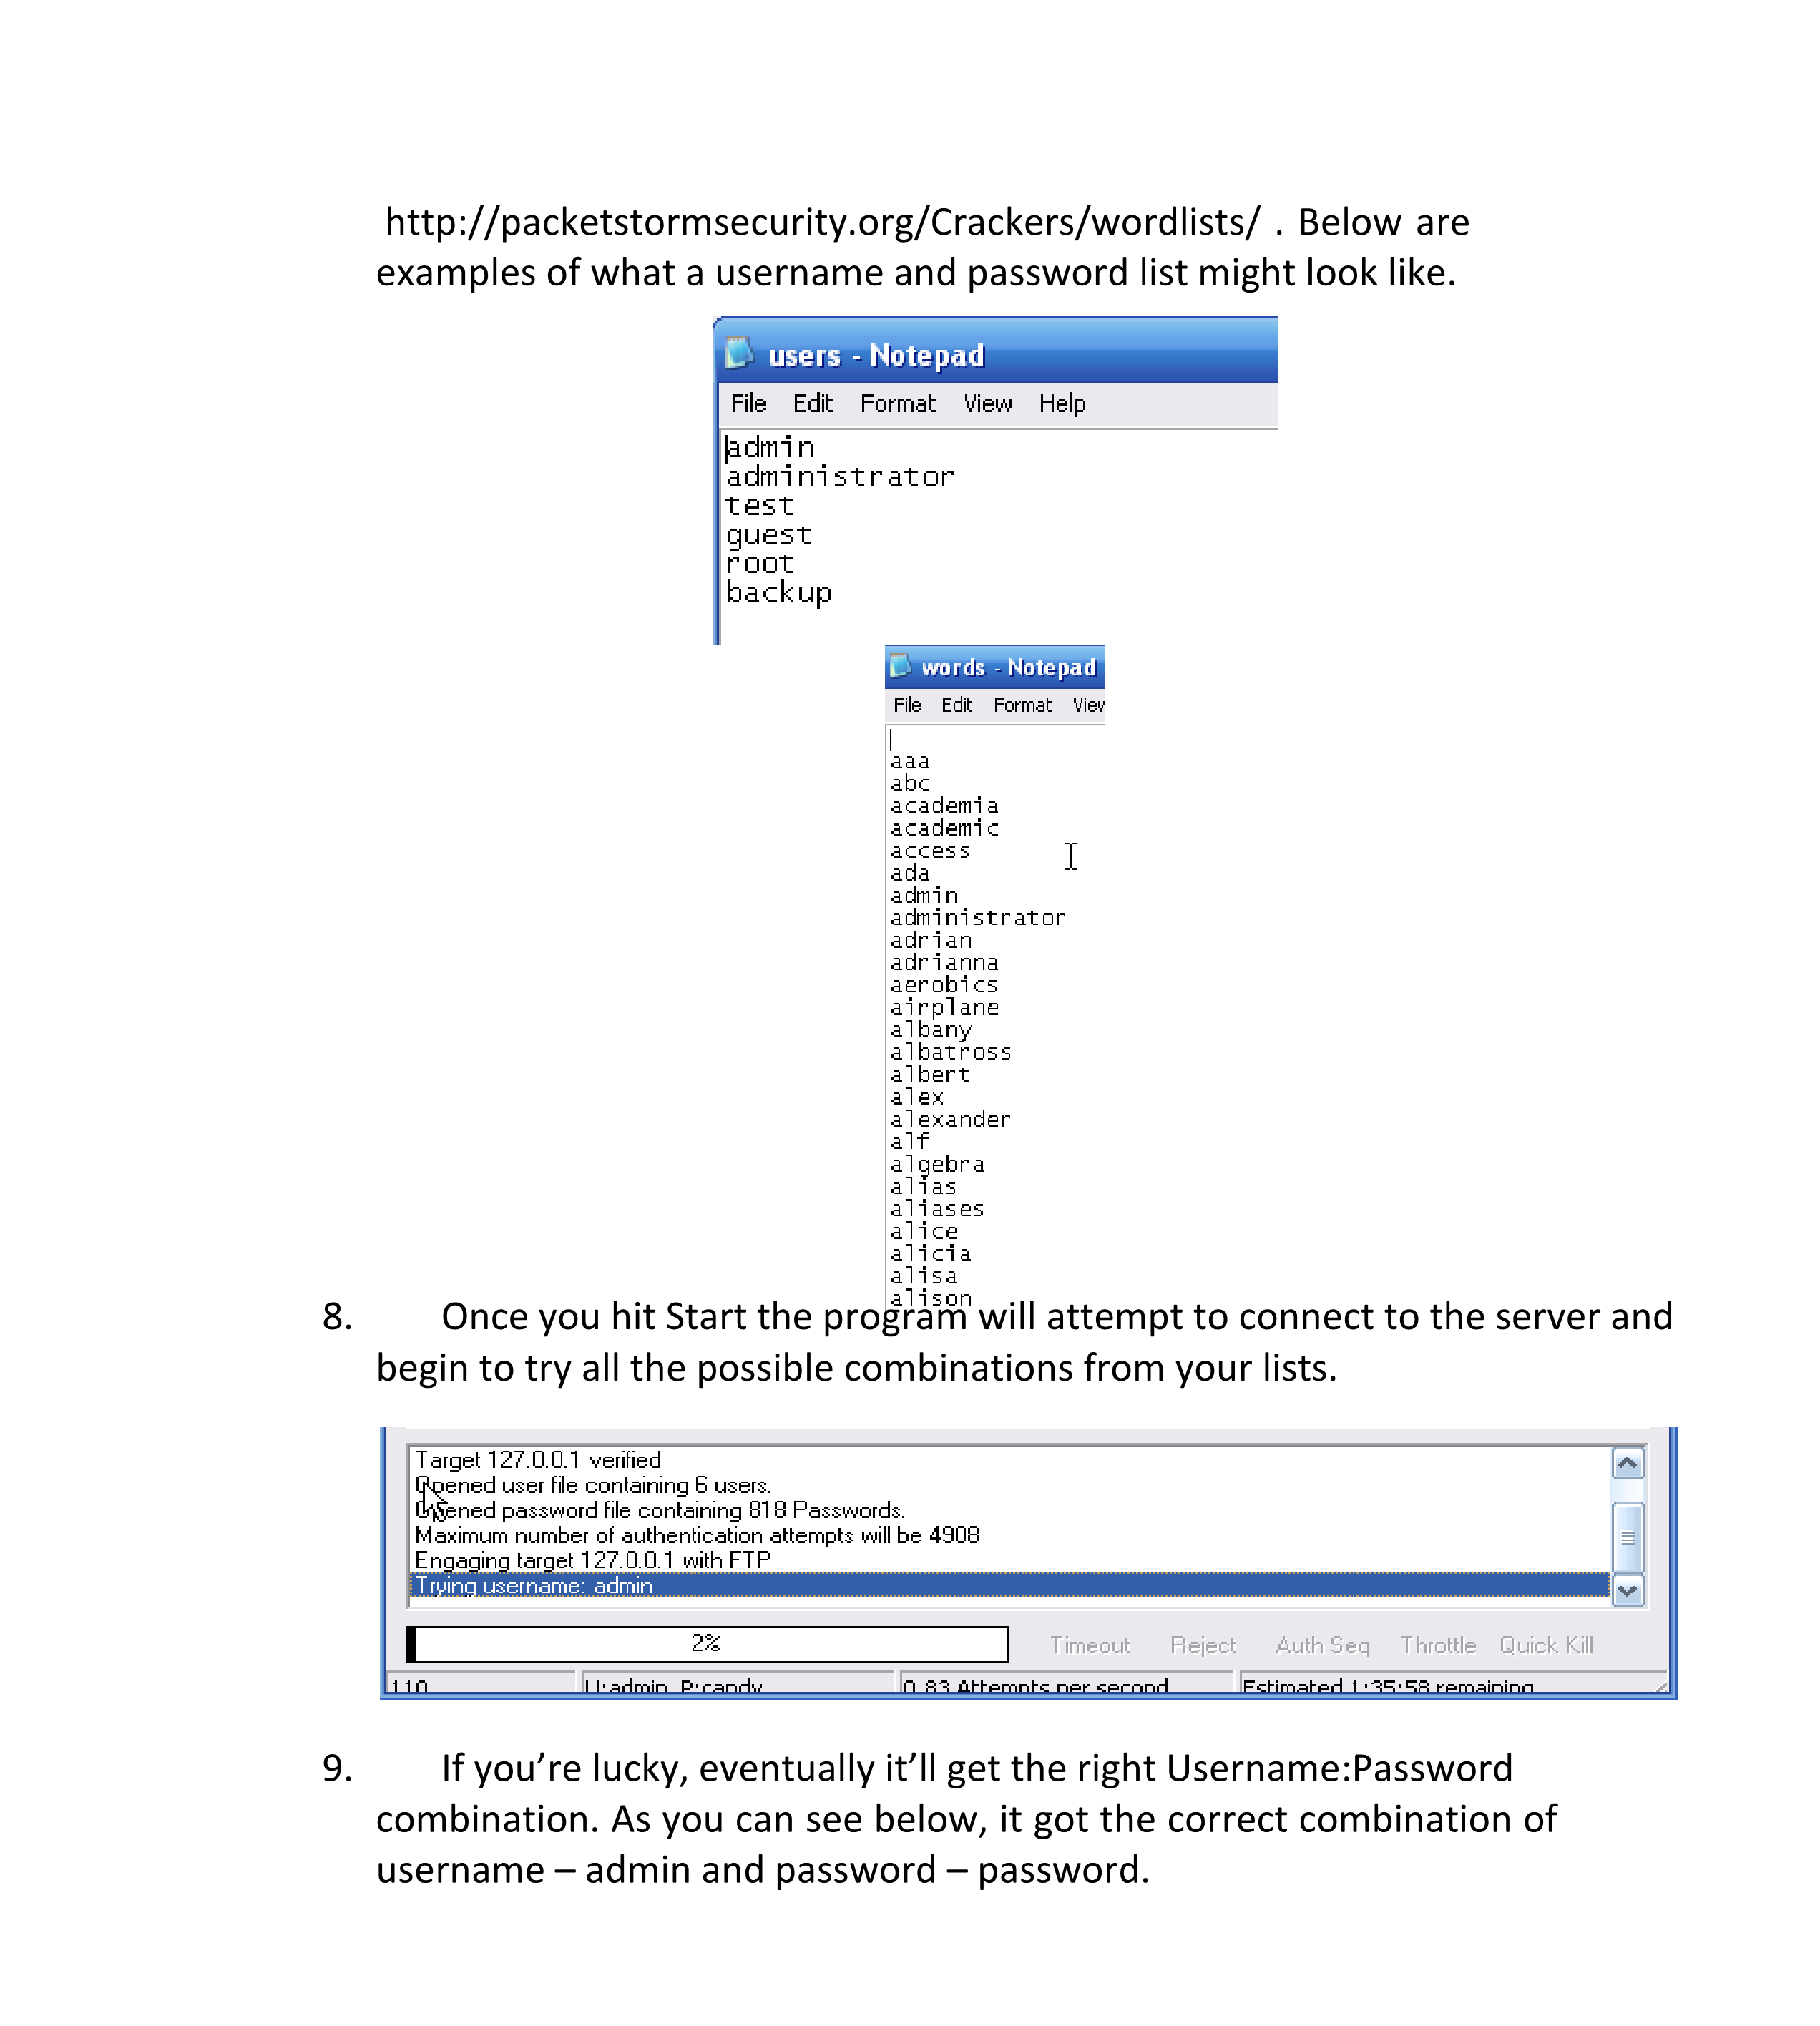 http://packetstormsecurity.org/Crackers/wordlists/ . Below are
examples of what a username and password list might look like.
users - Notepad
File Edit Format View Help
admin
administrator
test
guest
root
backup
words - Notepad
File Edit Format View
aaa
abc
academia
academic
access
ada
admin
administrator
adrian
adrianna
aerobics
airplane
albany
albatross
albert
alex
alexander
alf
algebra
alias
aliases
alice
alicia
alisa
alison
8. Once you hit Start the program will attempt to connect to the server and
begin to try all the possible combinations from your lists.
Target 127.0.0.1 verified
Opened user file containing 6 users.
Opened password file containing 818 Passwords.
Maximum number of authentication attempts will be 4908
Engaging target 127.0.0.1 with FTP
Trying username: admin
2% Timeout Reject Auth Seq Throttle Quick Kill
110 U:admin P:candy 0.83 Attempts per second Estimated 1:35:58 remaining
9. If you’re lucky, eventually it’ll get the right Username:Password
combination. As you can see below, it got the correct combination of
username – admin and password – password.